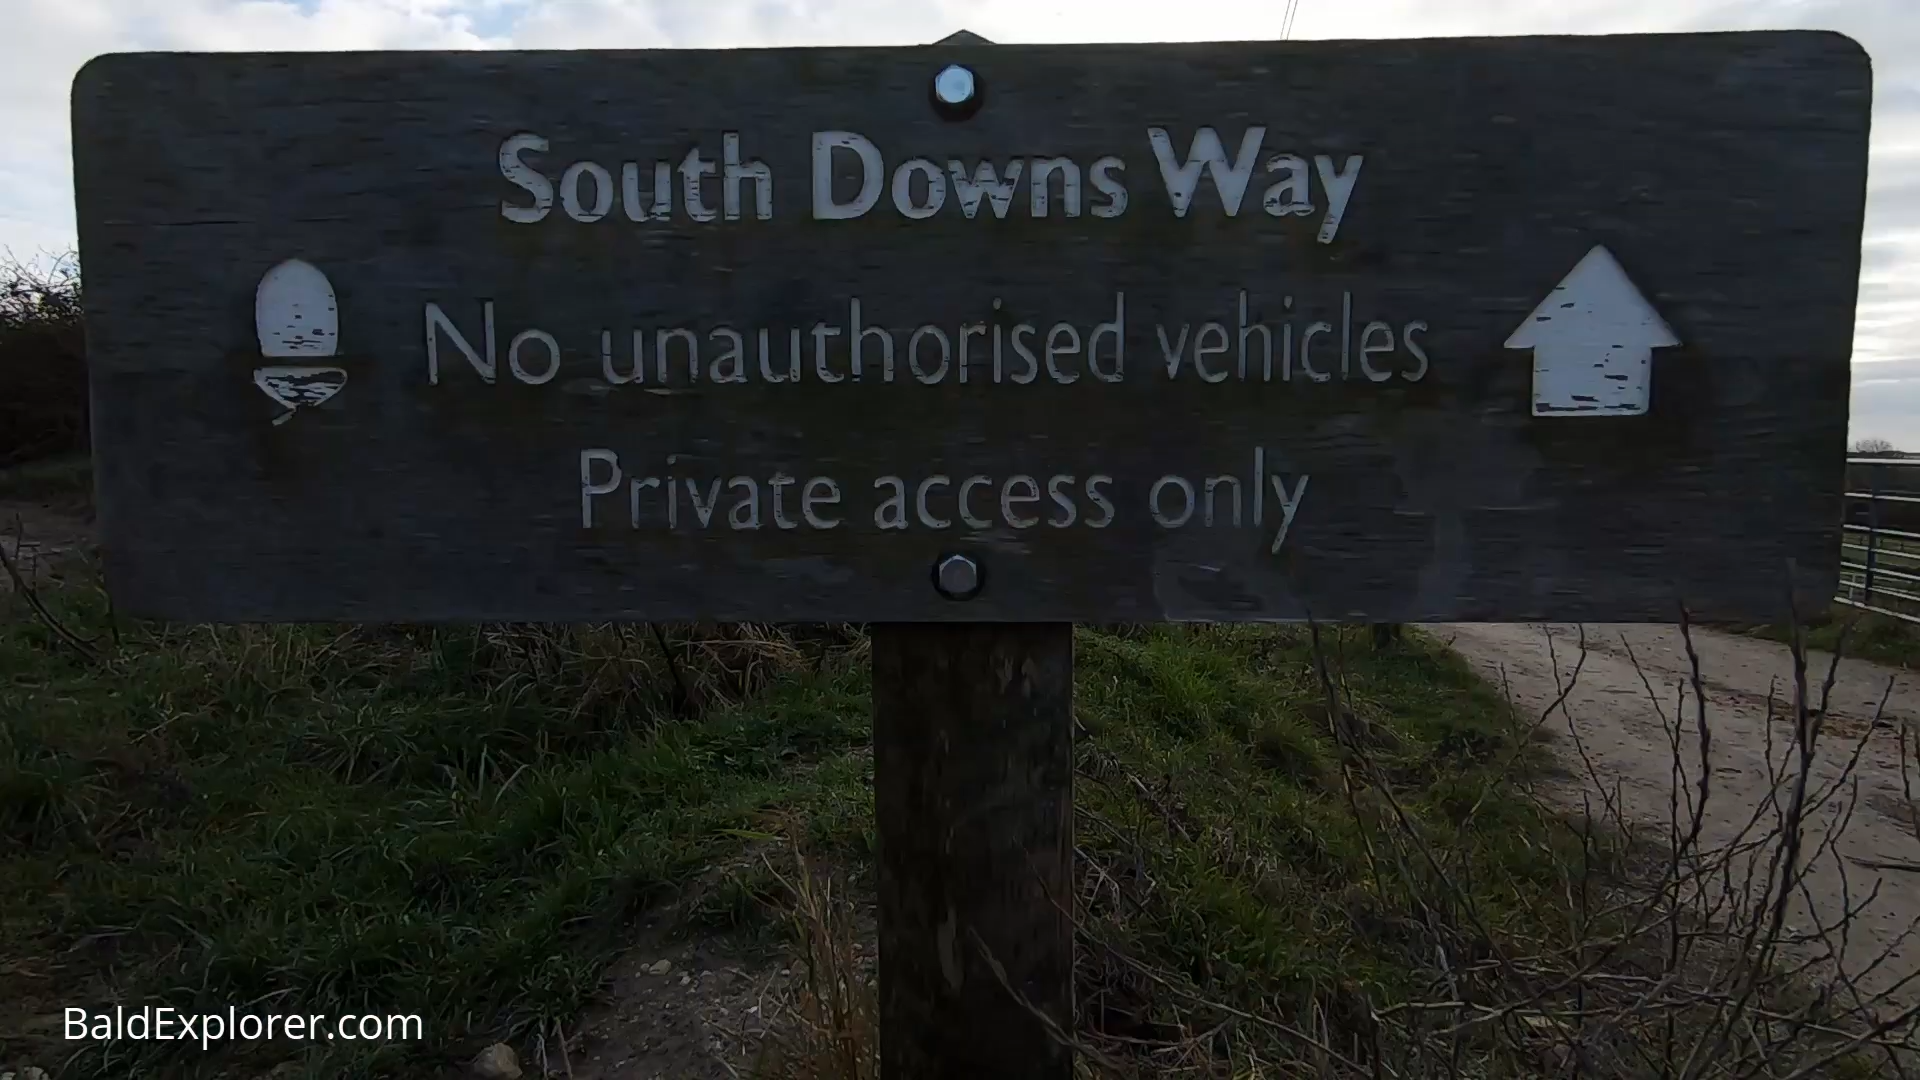 South Downs Way
No unauthorised vehicles
Private access only
BaldExplorer.com